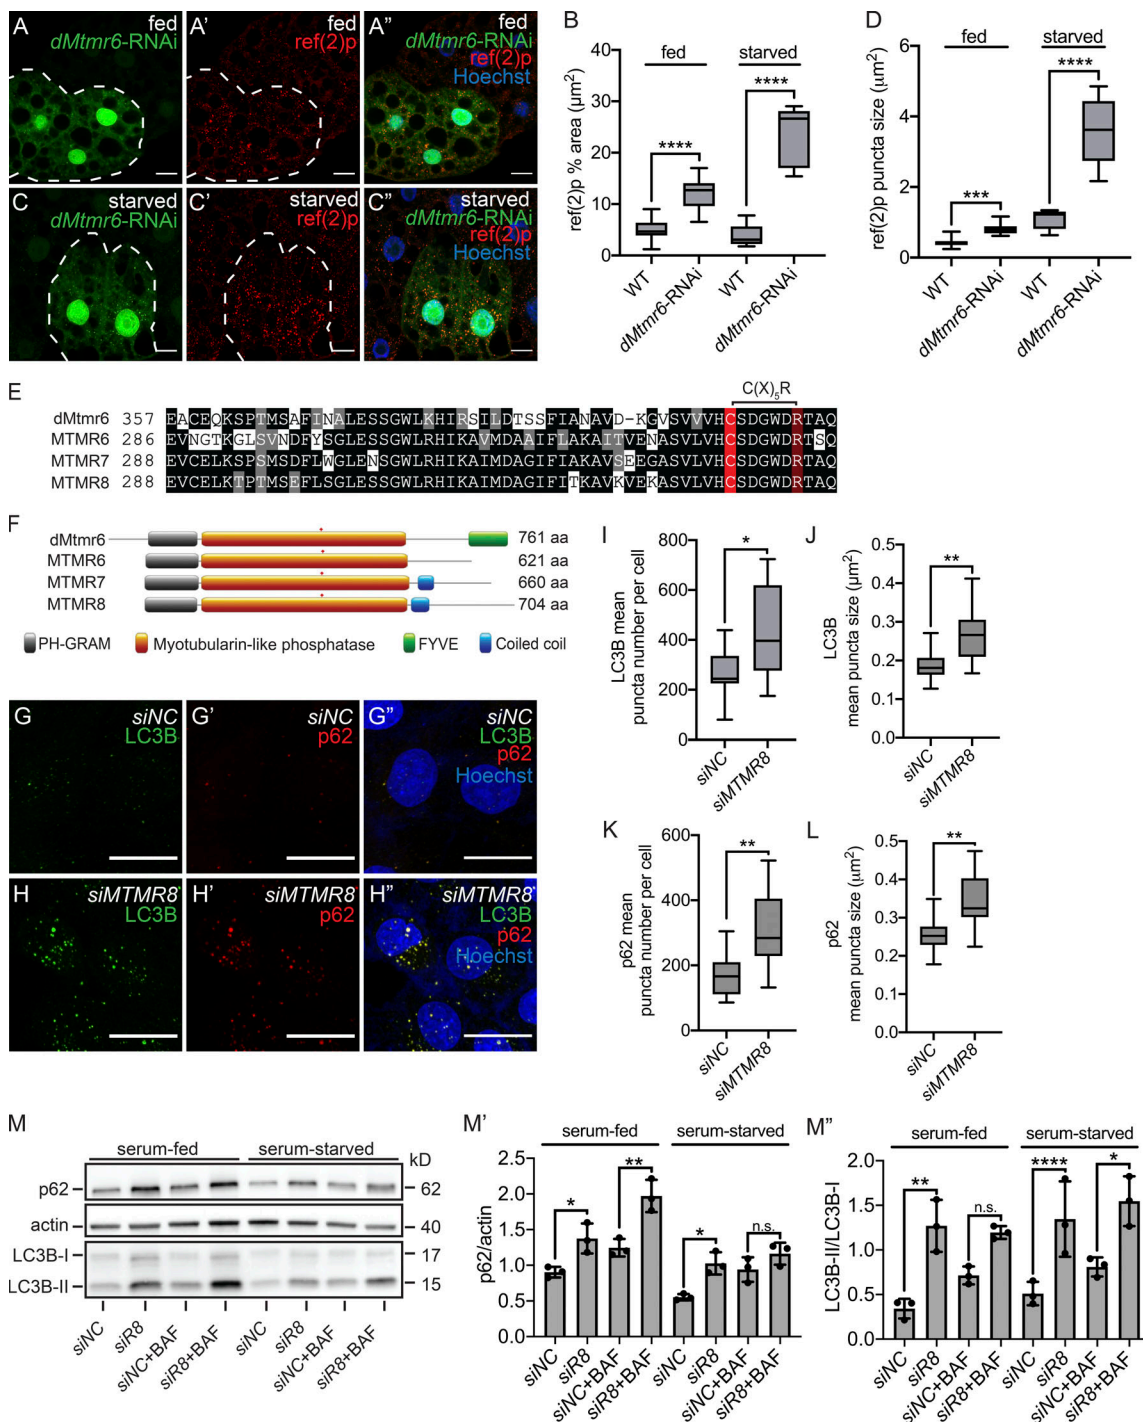 A
fed
dMtmr6-RNAi
A'
fed
ref(2)p
A"
fed
dMtmr6-RNAi
ref(2)p
Hoechst
C
starved
dMtmr6-RNAi
C'
starved
ref(2)p
C"
starved
dMtmr6-RNAi
ref(2)p
Hoechst
B
ref(2)p % area (μm2)
40
30
20
10
0
fed
starved
****
****
WT
dMtmr6-RNAi
WT
dMtmr6-RNAi
D
ref(2)p puncta size (μm2)
6
4
2
0
fed
starved
***
****
WT
dMtmr6-RNAi
WT
dMtmr6-RNAi
E
C(X)5R
dMtmr6 357 EACEQKSPTMSAFINALESSGWLKHIRSILDTSSFIANAVD-KGVSVVVHCSDGWDRTAQ
MTMR6 286 EVNGTKGLSVNDFYSGLESSGWLRHIKAVMDAAIFLAKAITVENASVLVHCSDGWDRTSQ
MTMR7 288 EVCELKSPSMSDFLWGLENSGWLRHIKAIMDAGIFIAKAVSEEGASVLVHCSDGWDRTAQ
MTMR8 288 EVCELKTPTMSEFLSGLESSGWLRHIKAIMDAGIFITKAVKVEKASVLVHCSDGWDRTAQ
F
dMtmr6 761 aa
MTMR6 621 aa
MTMR7 660 aa
MTMR8 704 aa
PH-GRAM Myotubularin-like phosphatase FYVE Coiled coil
G
siNC
LC3B
G'
siNC
p62
G"
siNC
LC3B
p62
Hoechst
H
siMTMR8
LC3B
H'
siMTMR8
p62
H"
siMTMR8
LC3B
p62
Hoechst
I
LC3B mean
puncta number per cell
800
600
400
200
0
*
siNC
siMTMR8
J
LC3B
mean puncta size (μm2)
0.5
0.4
0.3
0.2
0.1
0.0
**
siNC
siMTMR8
K
p62 mean
puncta number per cell
600
400
200
0
**
siNC
siMTMR8
L
p62
mean puncta size (μm2)
0.5
0.4
0.3
0.2
0.1
**
siNC
siMTMR8
M
serum-fed
serum-starved
kD
p62
62
actin
40
LC3B-I
17
LC3B-II
15
siNC
siR8
siNC+BAF
siR8+BAF
siNC
siR8
siNC+BAF
siR8+BAF
M'
p62/actin
2.5
2.0
1.5
1.0
0.5
0.0
serum-fed
serum-starved
*
**
*
n.s.
siNC
siR8
siNC+BAF
siR8+BAF
siNC
siR8
siNC+BAF
siR8+BAF
M"
LC3B-II/LC3B-I
2.0
1.5
1.0
0.5
0.0
serum-fed
serum-starved
**
n.s.
****
*
siNC
siR8
siNC+BAF
siR8+BAF
siNC
siR8
siNC+BAF
siR8+BAF